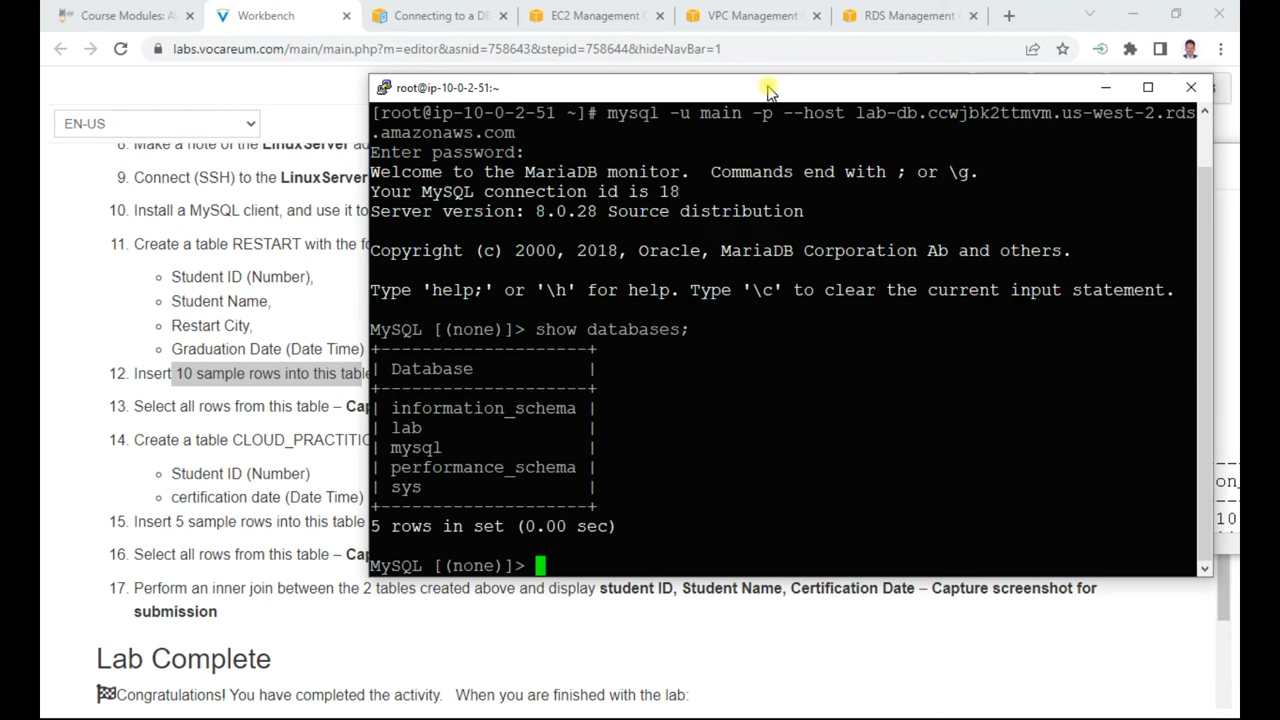 Course Modules: A
Workbench
Connecting to a DB
EC2 Management C
VPC Management C
RDS Management C
labs.vocareum.com/main/main.php?m=editor&asnid=758643&stepid=758644&hideNavBar=1
EN-US
8. Make a note of the LinuxServer ad
9. Connect (SSH) to the LinuxServer
10. Install a MySQL client, and use it to
11. Create a table RESTART with the fo
Student ID (Number),
Student Name,
Restart City,
Graduation Date (Date Time)
12. Insert 10 sample rows into this table
13. Select all rows from this table – Cap
14. Create a table CLOUD_PRACTITIO
Student ID (Number)
certification date (Date Time)
15. Insert 5 sample rows into this table
16. Select all rows from this table – Cap
17. Perform an inner join between the 2 tables created above and display student ID, Student Name, Certification Date – Capture screenshot for
submission
Lab Complete
Congratulations! You have completed the activity. When you are finished with the lab:
root@ip-10-0-2-51:~
[root@ip-10-0-2-51 ~]# mysql -u main -p --host lab-db.ccwjbk2ttmvm.us-west-2.rds
.amazonaws.com
Enter password:
Welcome to the MariaDB monitor.  Commands end with ; or \g.
Your MySQL connection id is 18
Server version: 8.0.28 Source distribution
Copyright (c) 2000, 2018, Oracle, MariaDB Corporation Ab and others.
Type 'help;' or '\h' for help. Type '\c' to clear the current input statement.
MySQL [(none)]> show databases;
+--------------------+
| Database           |
+--------------------+
| information_schema |
| lab                |
| mysql              |
| performance_schema |
| sys                |
+--------------------+
5 rows in set (0.00 sec)
MySQL [(none)]>
on_
10